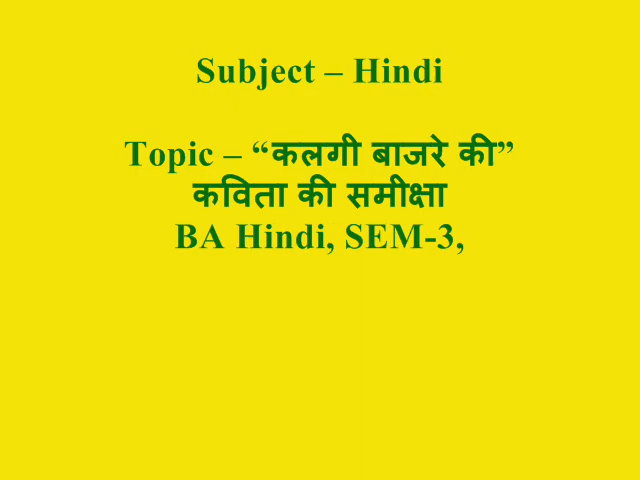 Subject – Hindi
Topic – “कलगी बाजरे की”
कविता की समीक्षा
BA Hindi, SEM-3,